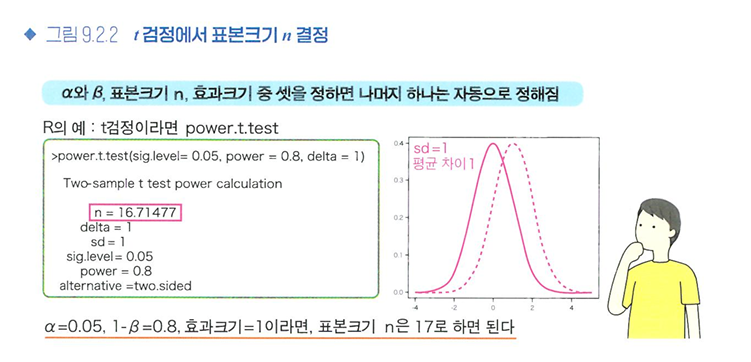 ◆ 그림 9.2.2 t 검정에서 표본크기 n 결정
α와 β, 표본크기 n, 효과크기 중 셋을 정하면 나머지 하나는 자동으로 정해짐
R의 예 : t검정이라면 power.t.test
>power.t.test(sig.level= 0.05, power = 0.8, delta = 1)
Two-sample t test power calculation
n = 16.71477
delta = 1
sd = 1
sig.level= 0.05
power = 0.8
alternative =two.sided
0.4
0.3
0.2
0.1
0.0
sd=1
평균 차이1
-4 -2 0 2 4
α=0.05, 1-β=0.8, 효과크기=1이라면, 표본크기 n은 17로 하면 된다